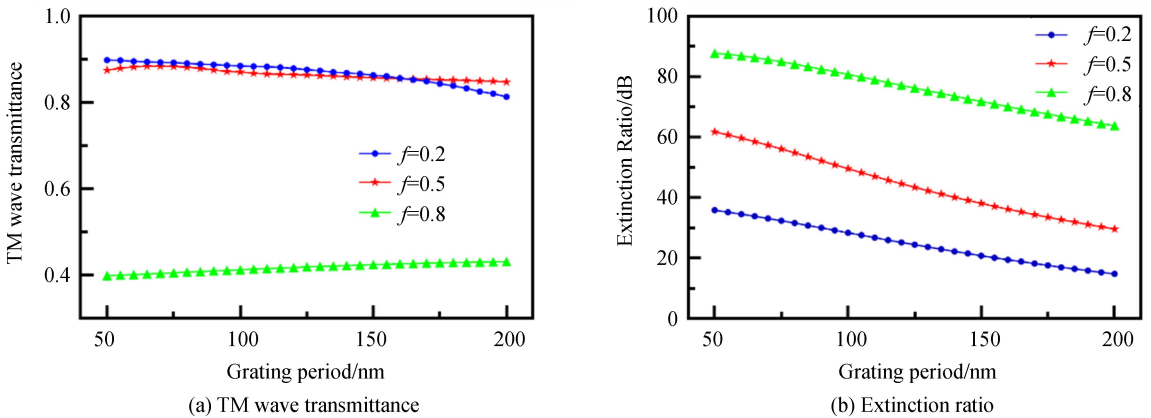 1.0
0.8
0.6
0.4
TM wave transmittance
f=0.2
f=0.5
f=0.8
50
100
150
200
Grating period/nm
(a) TM wave transmittance
100
80
60
40
20
0
Extinction Ratio/dB
f=0.2
f=0.5
f=0.8
50
100
150
200
Grating period/nm
(b) Extinction ratio